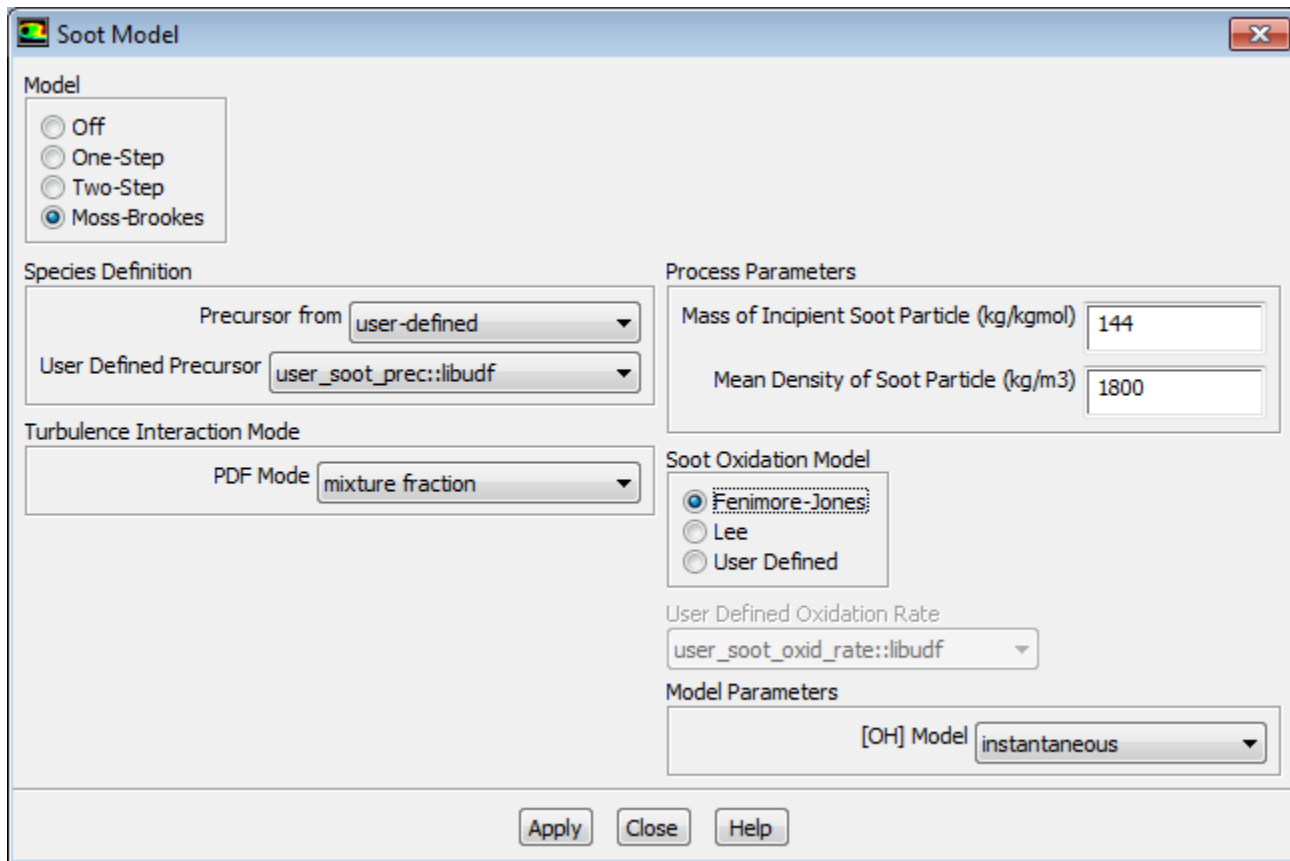 Soot Model
Model
Off
One-Step
Two-Step
Moss-Brookes
Species Definition
Precursor from user-defined
User Defined Precursor user_soot_prec::libudf
Turbulence Interaction Mode
PDF Mode mixture fraction
Process Parameters
Mass of Incipient Soot Particle (kg/kgmol) 144
Mean Density of Soot Particle (kg/m3) 1800
Soot Oxidation Model
Fenimore-Jones
Lee
User Defined
User Defined Oxidation Rate
user_soot_oxid_rate::libudf
Model Parameters
[OH] Model instantaneous
Apply Close Help